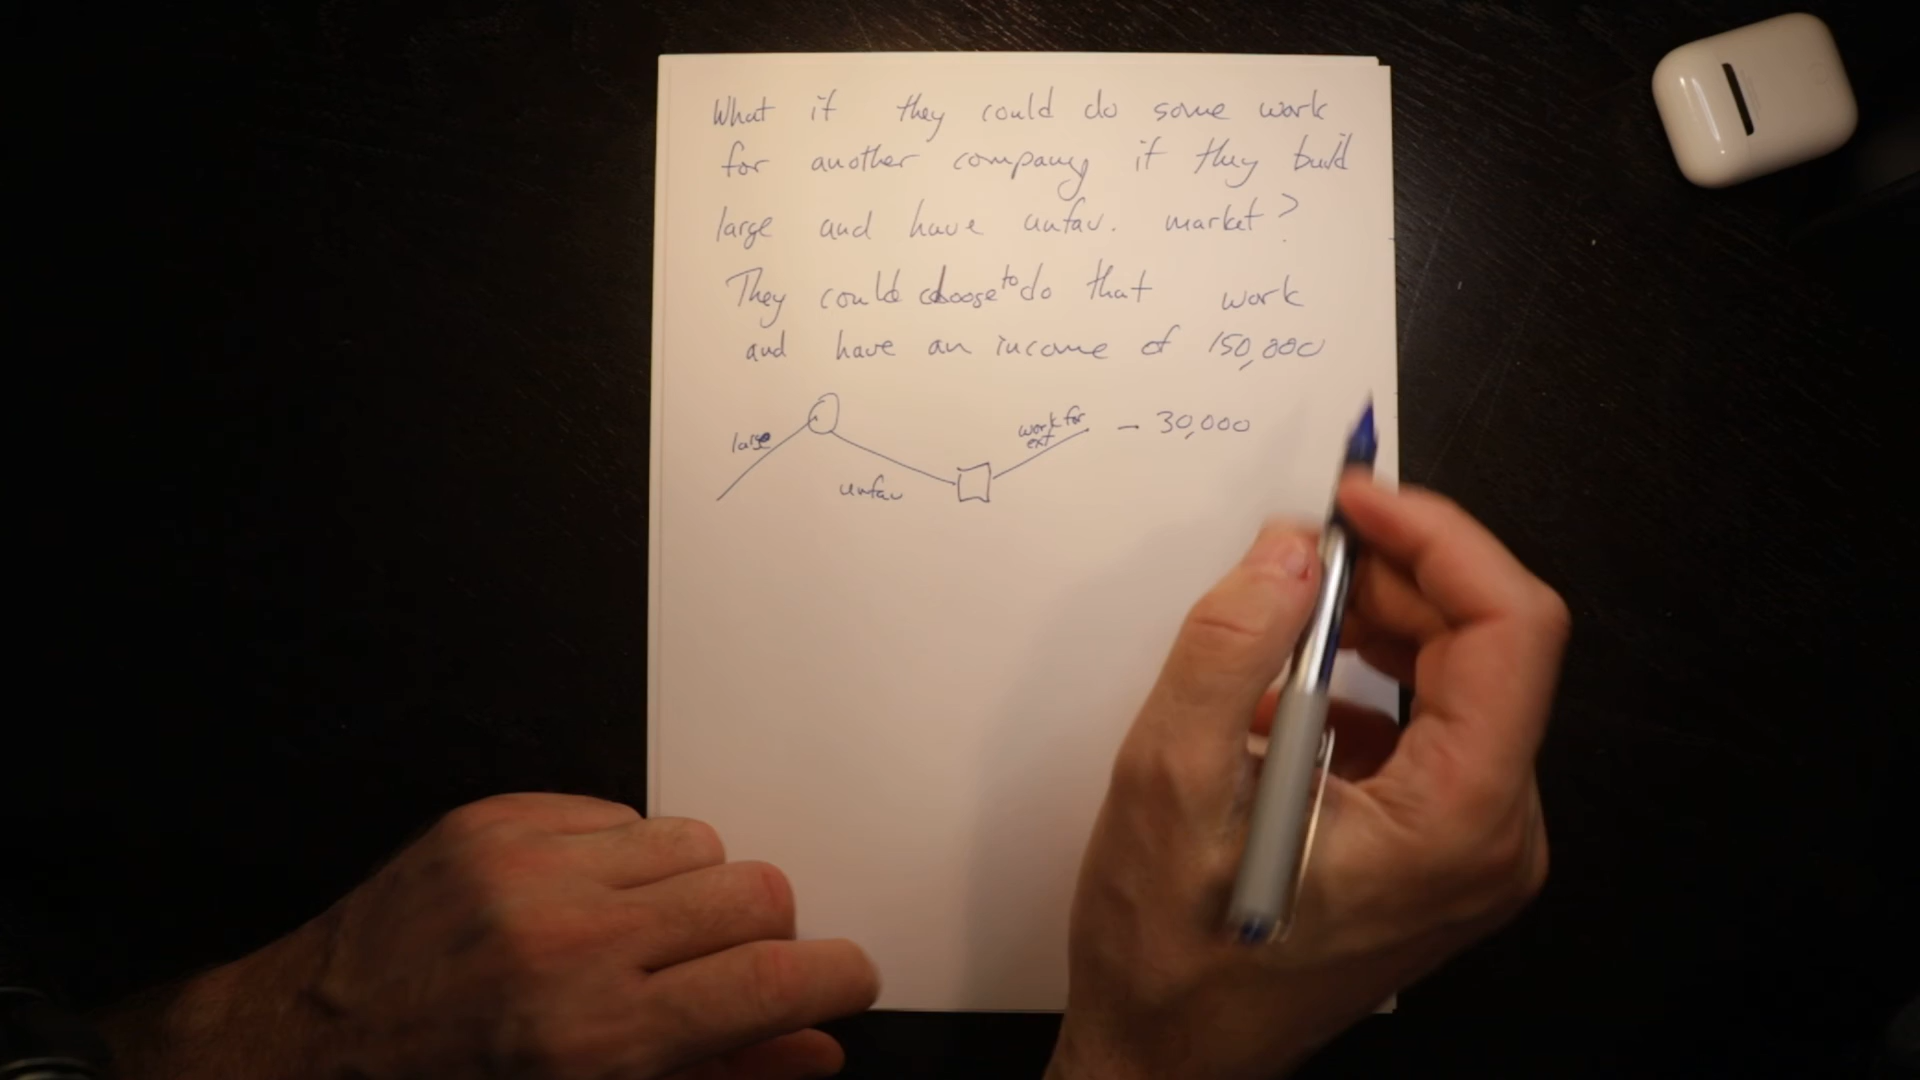 What if they could do some work
for another company if they build
large and have unfav. market?
They could choose to do that work
and have an income of 150,000
large
unfav
work for
ext
- 30,000